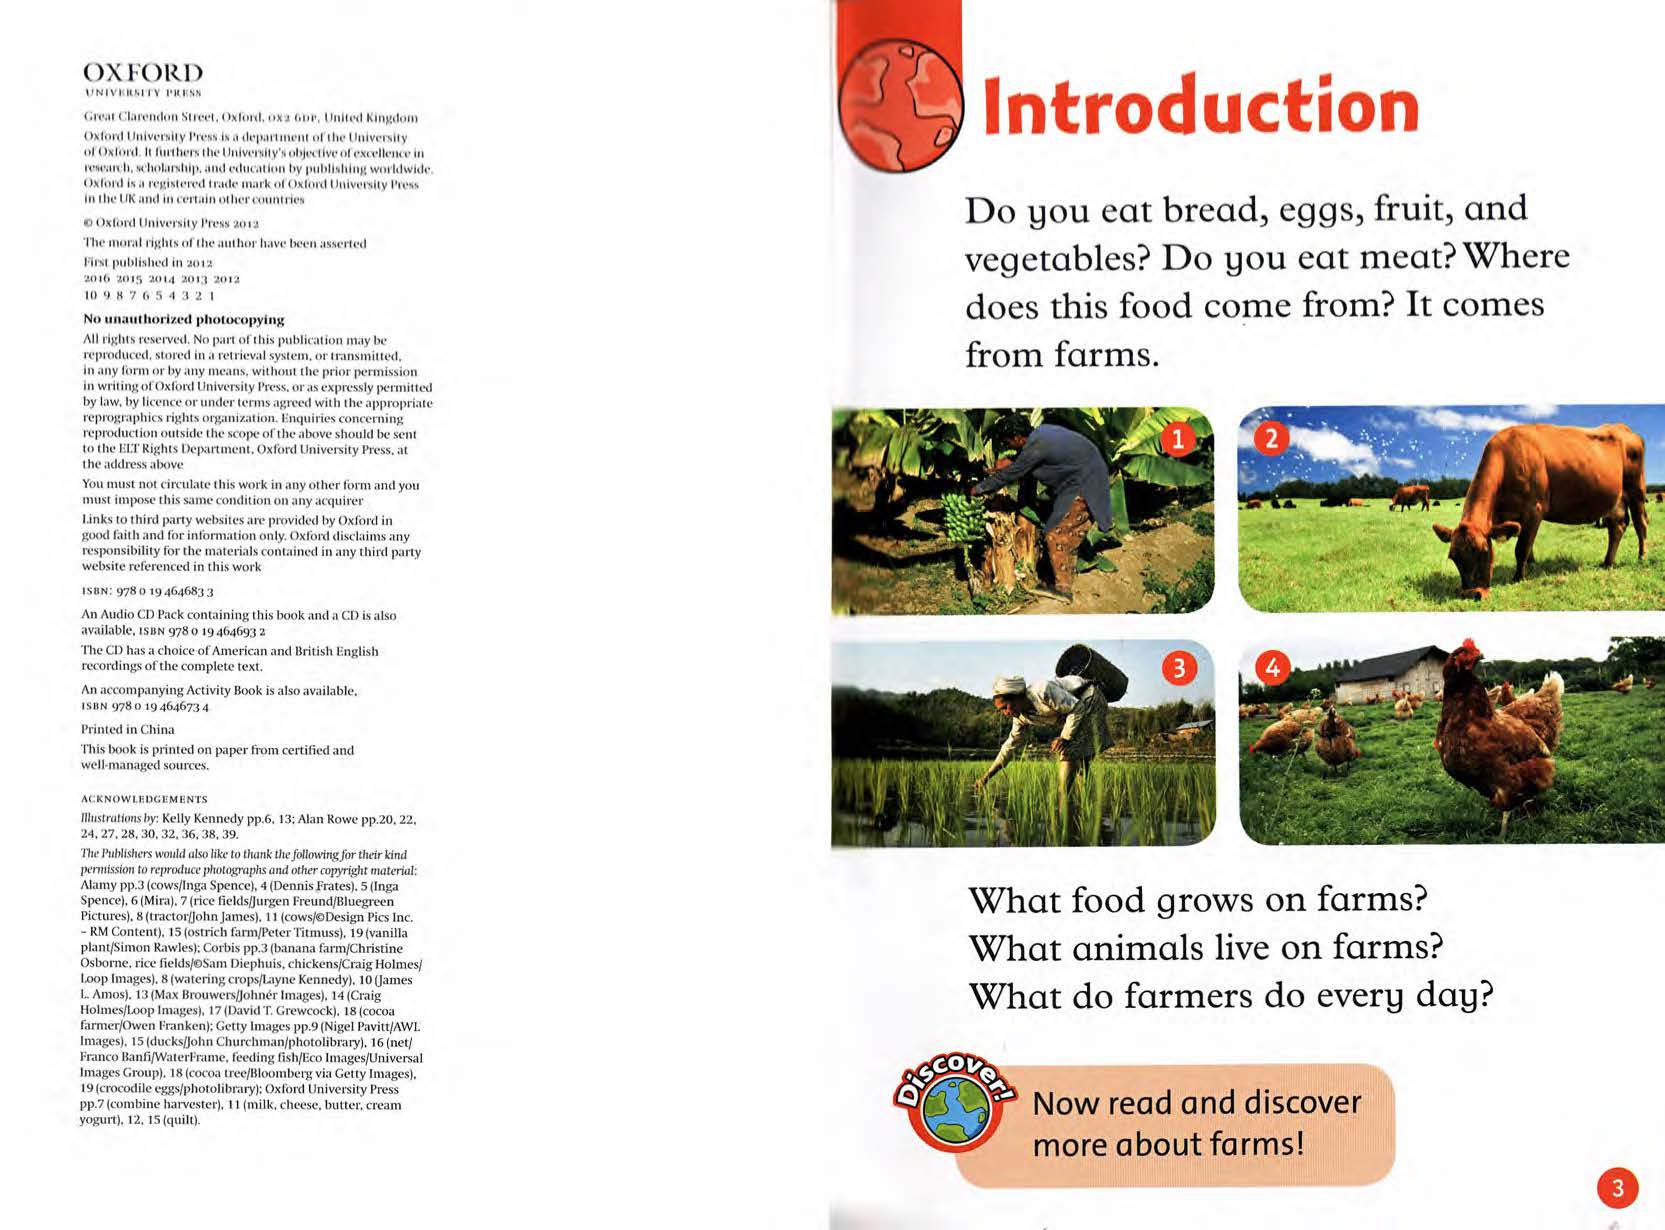 OXFORD
UNIVERSITY PRESS
Great Clarendon Street, Oxford, OX2 6DP, United Kingdom
Oxford University Press is a department of the University
of Oxford. It furthers the University's objective of excellence in
research, scholarship, and education by publishing worldwide.
Oxford is a registered trade mark of Oxford University Press
in the UK and in certain other countries
© Oxford University Press 2012
The moral rights of the author have been asserted
First published in 2012
2016 2015 2014 2013 2012
10 9 8 7 6 5 4 3 2 1
No unauthorized photocopying
All rights reserved. No part of this publication may be
reproduced, stored in a retrieval system, or transmitted,
in any form or by any means, without the prior permission
in writing of Oxford University Press, or as expressly permitted
by law, by licence or under terms agreed with the appropriate
reprographics rights organization. Enquiries concerning
reproduction outside the scope of the above should be sent
to the ELT Rights Department, Oxford University Press, at
the address above
You must not circulate this work in any other form and you
must impose this same condition on any acquirer
Links to third party websites are provided by Oxford in
good faith and for information only. Oxford disclaims any
responsibility for the materials contained in any third party
website referenced in this work
ISBN: 978 0 19 464683 3
An Audio CD Pack containing this book and a CD is also
available, ISBN 978 0 19 464693 2
The CD has a choice of American and British English
recordings of the complete text.
An accompanying Activity Book is also available,
ISBN 978 0 19 464673 4
Printed in China
This book is printed on paper from certified and
well-managed sources.
ACKNOWLEDGEMENTS
Illustrations by: Kelly Kennedy pp.6, 13; Alan Rowe pp.20, 22,
24, 27, 28, 30, 32, 36, 38, 39.
The Publishers would also like to thank the following for their kind
permission to reproduce photographs and other copyright material:
Alamy pp.3 (cows/Inga Spence), 4 (Dennis Frates), 5 (Inga
Spence), 6 (Mira), 7 (rice fields/Jurgen Freund/Bluegreen
Pictures), 8 (tractor/John James), 11 (cows/©Design Pics Inc.
– RM Content), 15 (ostrich farm/Peter Titmuss), 19 (vanilla
plant/Simon Rawles); Corbis pp.3 (banana farm/Christine
Osborne, rice fields/©Sam Diephuis, chickens/Craig Holmes/
Loop Images), 8 (watering crops/Layne Kennedy), 10 (James
L. Amos), 13 (Max Brouwers/Johnér Images), 14 (Craig
Holmes/Loop Images), 17 (David T. Grewcock), 18 (cocoa
farmer/Owen Franken); Getty Images pp.9 (Nigel Pavitt/AWL
Images), 15 (ducks/John Churchman/photolibrary), 16 (net/
Franco Banfi/WaterFrame, feeding fish/Eco Images/Universal
Images Group), 18 (cocoa tree/Bloomberg via Getty Images),
19 (crocodile eggs/photolibrary); Oxford University Press
pp.7 (combine harvester), 11 (milk, cheese, butter, cream
yogurt), 12, 15 (quilt).
Introduction
Do you eat bread, eggs, fruit, and
vegetables? Do you eat meat? Where
does this food come from? It comes
from farms.
1
2
3
4
What food grows on farms?
What animals live on farms?
What do farmers do every day?
Discover!
Now read and discover
more about farms!
3